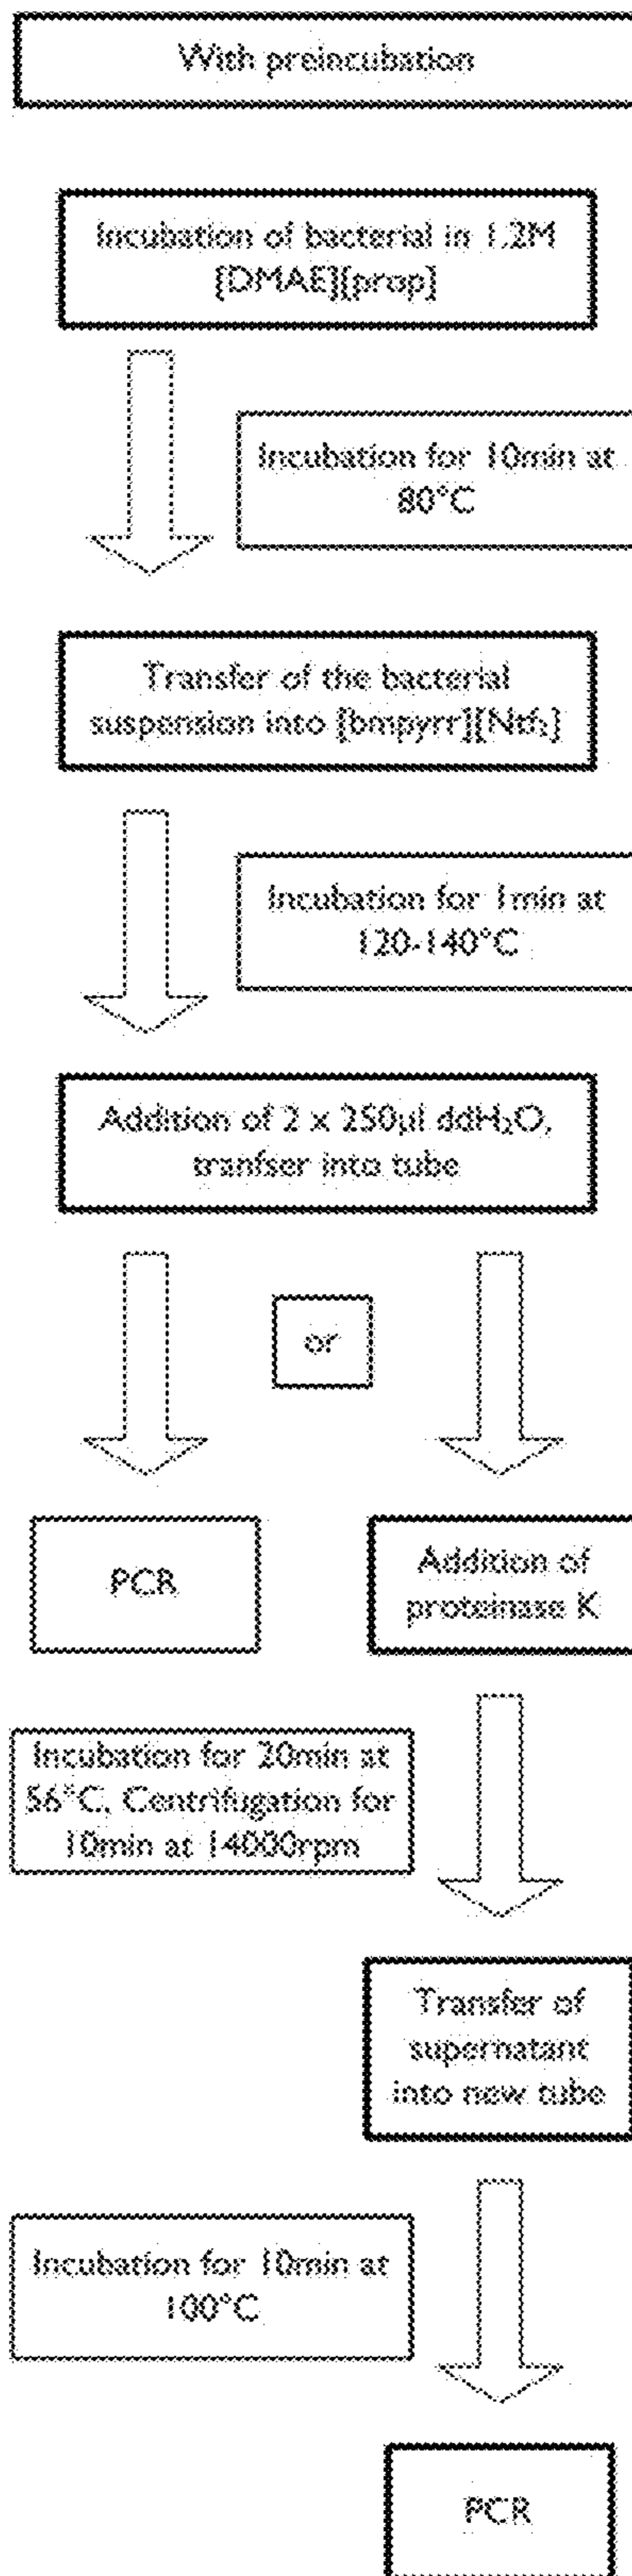 With preincubation
Incubation of bacterial in 1.2M
[DMAE][prop]
Incubation for 10min at
80°C
Transfer of the bacterial
suspension into [bmpyrr][Ntf₂]
Incubation for 1min at
120-140°C
Addition of 2 x 250µl ddH₂O,
tranfser into tube
or
PCR
Addition of
proteinase K
Incubation for 20min at
56°C, Centrifugation for
10min at 14000rpm
Transfer of
supernatant
into new tube
Incubation for 10min at
100°C
PCR